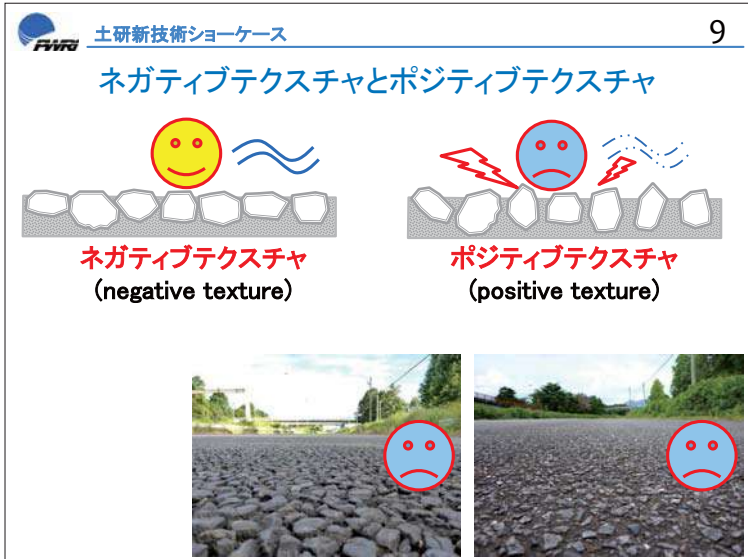 PWRI
土研新技術ショーケース
9
ネガティブテクスチャとポジティブテクスチャ
ネガティブテクスチャ
(negative texture)
ポジティブテクスチャ
(positive texture)